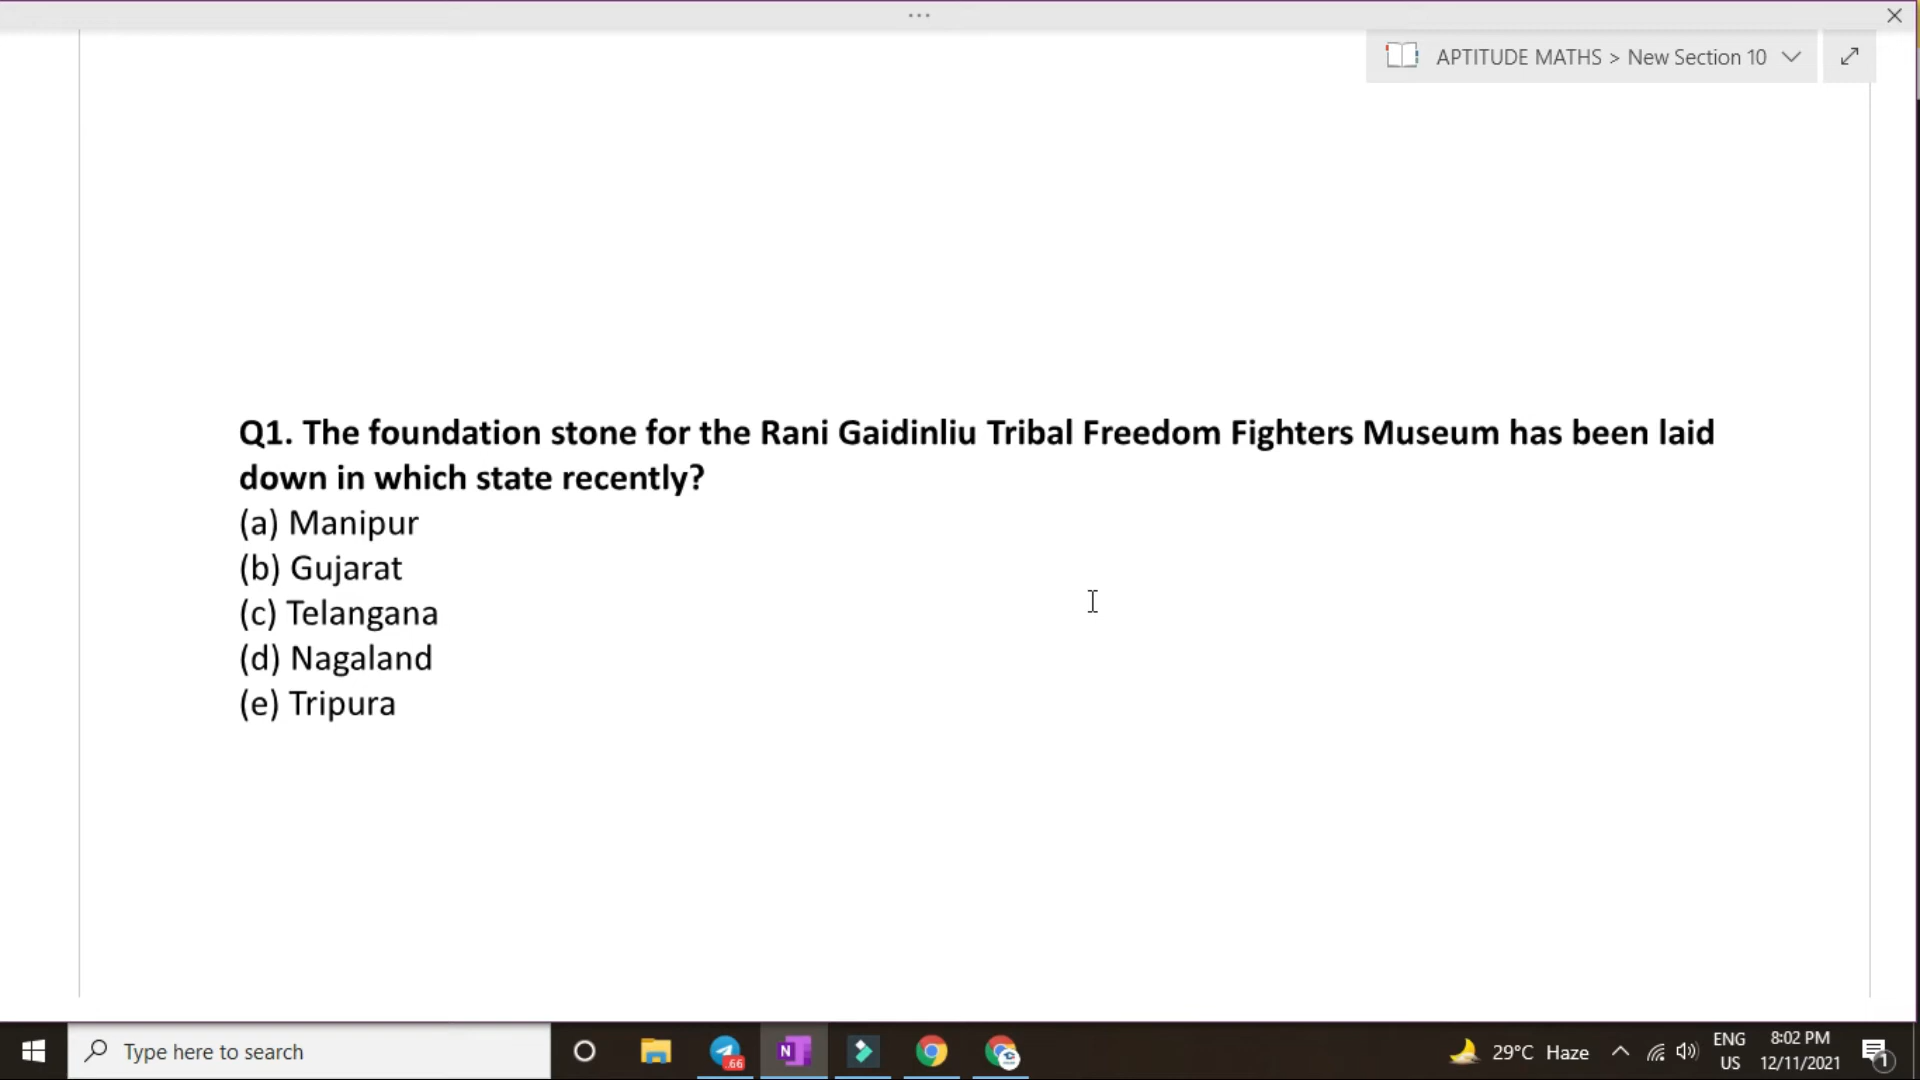 ...
APTITUDE MATHS > New Section 10
Q1. The foundation stone for the Rani Gaidinliu Tribal Freedom Fighters Museum has been laid
down in which state recently?
(a) Manipur
(b) Gujarat
(c) Telangana
(d) Nagaland
(e) Tripura
Type here to search
66
N
29°C Haze
ENG
US
8:02 PM
12/11/2021
1